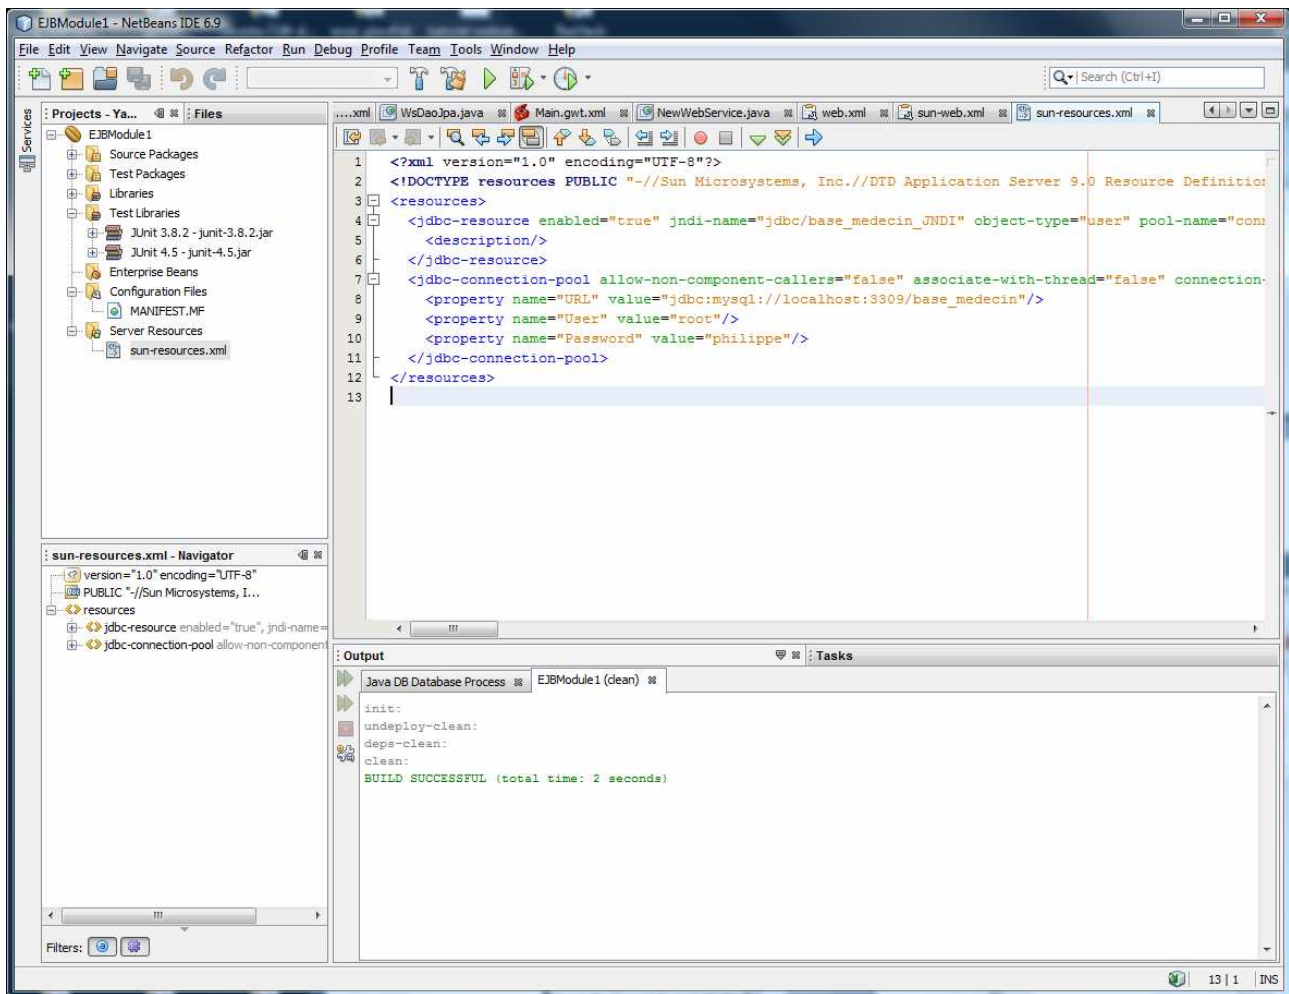 EJBModule1 - NetBeans IDE 6.9
File Edit View Navigate Source Refactor Run Debug Profile Team Tools Window Help
Search (Ctrl+I)
Services
Projects - Ya... Files
EJBModule1
Source Packages
Test Packages
Libraries
Test Libraries
JUnit 3.8.2 - junit-3.8.2.jar
JUnit 4.5 - junit-4.5.jar
Enterprise Beans
Configuration Files
MANIFEST.MF
Server Resources
sun-resources.xml
....xml WsDaoJpa.java Main.gwt.xml NewWebService.java web.xml sun-web.xml sun-resources.xml
1 <?xml version="1.0" encoding="UTF-8"?>
2 <!DOCTYPE resources PUBLIC "-//Sun Microsystems, Inc.//DTD Application Server 9.0 Resource Definition
3 <resources>
4 <jdbc-resource enabled="true" jndi-name="jdbc/base_medecin_JNDI" object-type="user" pool-name="conn
5 <description/>
6 </jdbc-resource>
7 <jdbc-connection-pool allow-non-component-callers="false" associate-with-thread="false" connection-
8 <property name="URL" value="jdbc:mysql://localhost:3309/base_medecin"/>
9 <property name="User" value="root"/>
10 <property name="Password" value="philippe"/>
11 </jdbc-connection-pool>
12 </resources>
13
sun-resources.xml - Navigator
version="1.0" encoding="UTF-8"
PUBLIC "-//Sun Microsystems, I...
resources
jdbc-resource enabled="true", jndi-name=
jdbc-connection-pool allow-non-component
Filters:
Output Tasks
Java DB Database Process EJBModule1 (clean)
init:
undeploy-clean:
deps-clean:
clean:
BUILD SUCCESSFUL (total time: 2 seconds)
13 | 1 INS